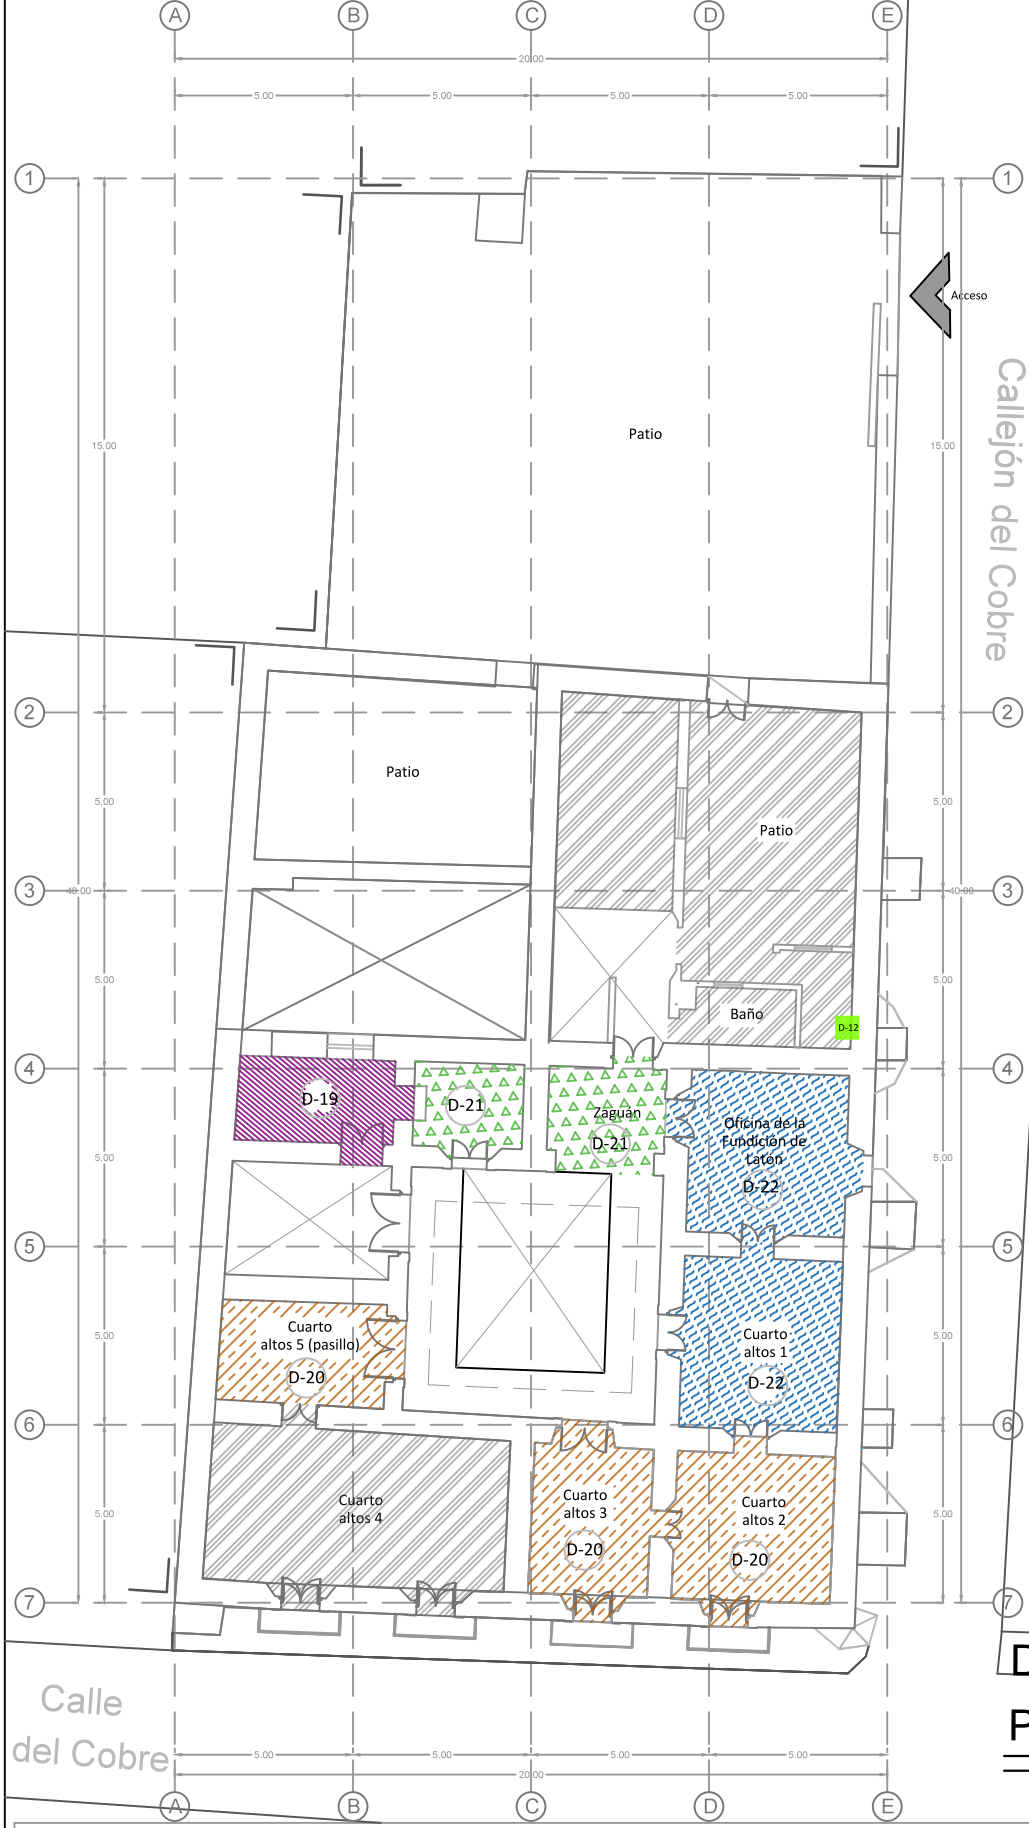 A B C D E
20.00
5.00 5.00 5.00 5.00
1 1
Acceso
Callejón del Cobre
Patio
15.00 15.00
2 2
Patio
5.00 5.00
Patio
3 40.00 40.00 3
5.00 5.00
Baño
D-12
4 4
D-19
D-21
Zaguán
D-21
Oficina de la
Fundición de
Latón
D-22
5.00 5.00
5 5
Cuarto
altos 5 (pasillo)
D-20
Cuarto
altos 1
D-22
5.00 5.00
6 6
Cuarto
altos 4
Cuarto
altos 3
D-20
Cuarto
altos 2
D-20
5.00 5.00
7 7
D
P
Calle
del Cobre
5.00 5.00 5.00 5.00
20.00
A B C D E